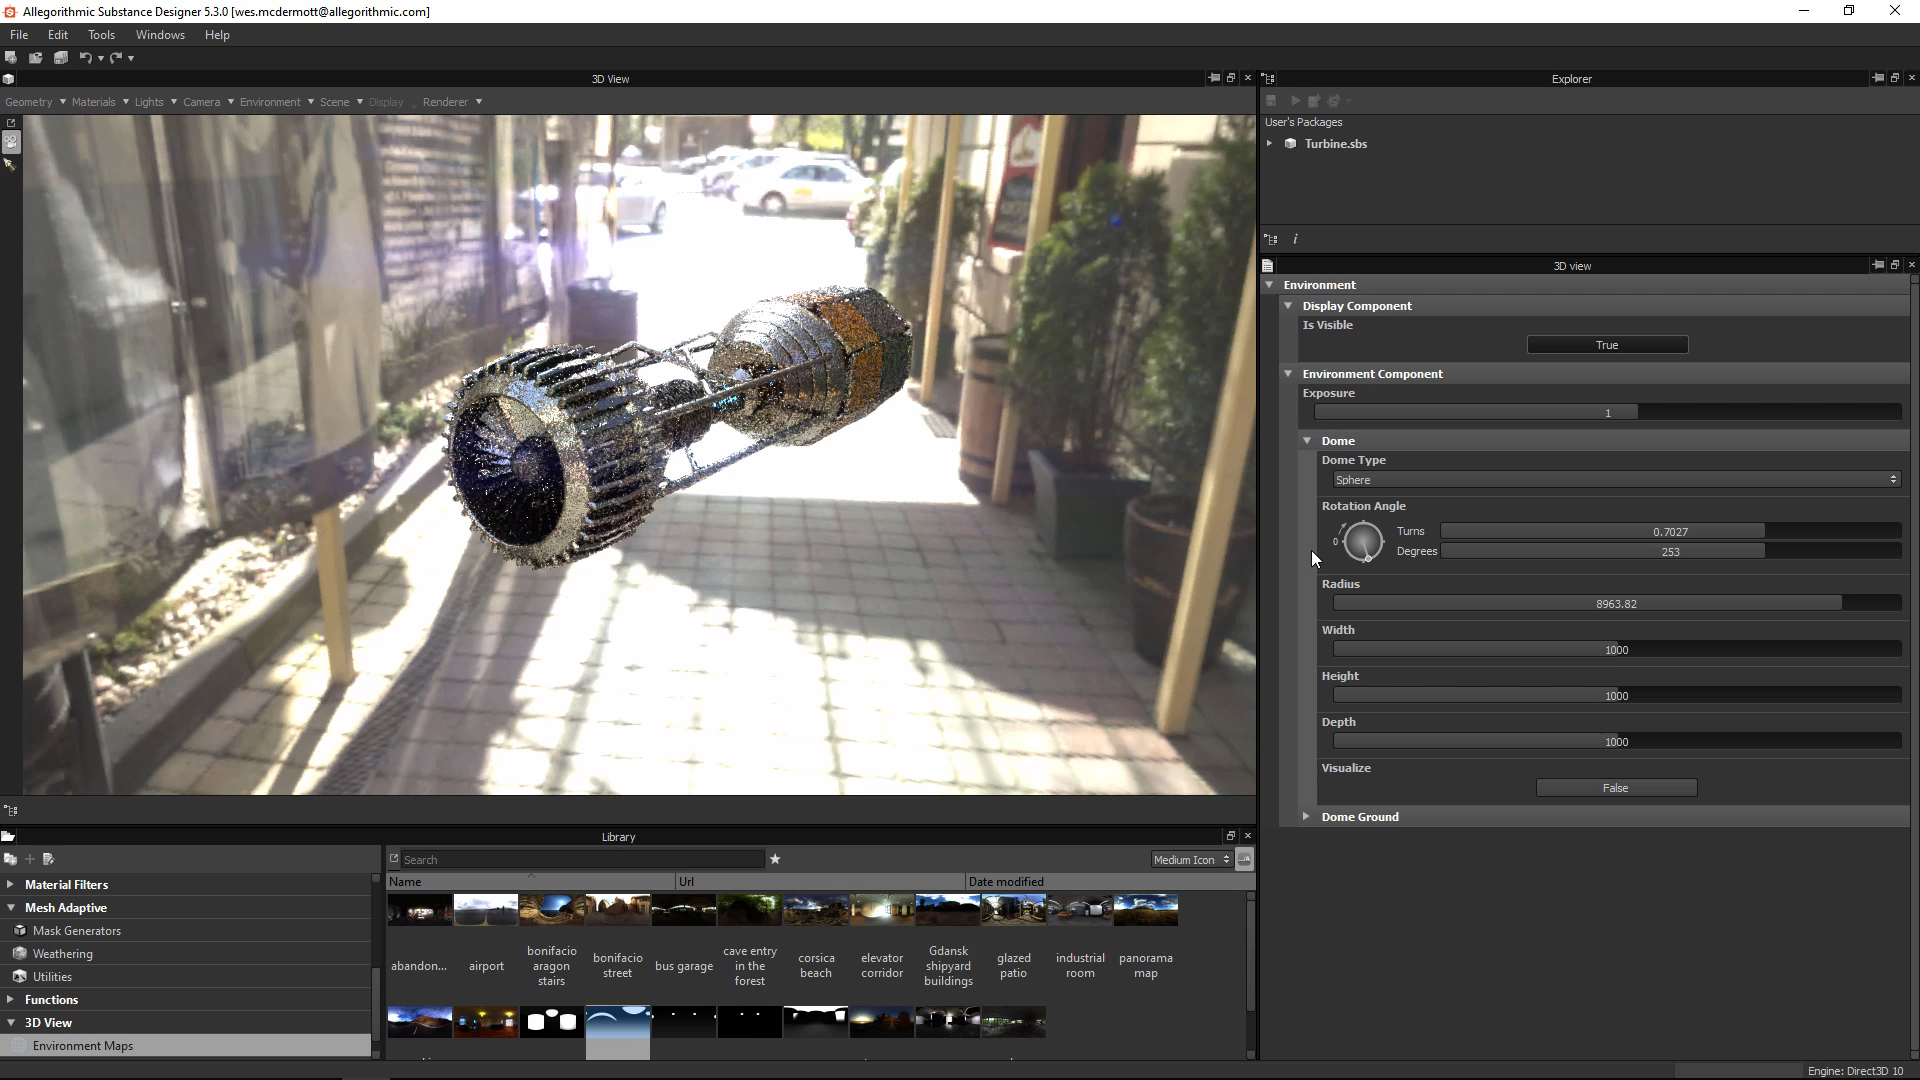 Allegorithmic Substance Designer 5.3.0 [wes.mcdermott@allegorithmic.com]
File Edit Tools Windows Help
3D View
Geometry Materials Lights Camera Environment Scene Display Renderer
Explorer
User's Packages
Turbine.sbs
i
3D view
Environment
Display Component
Is Visible
True
Environment Component
Exposure
1
Dome
Dome Type
Sphere
Rotation Angle
0
Turns 0.7027
Degrees 253
Radius
8963.82
Width
1000
Height
1000
Depth
1000
Visualize
False
Dome Ground
Library
Search
Medium Icon
Name Url Date modified
Material Filters
Mesh Adaptive
Mask Generators
Weathering
Utilities
Functions
3D View
Environment Maps
abandon...
airport
bonifacio aragon stairs
bonifacio street
bus garage
cave entry in the forest
corsica beach
elevator corridor
Gdansk shipyard buildings
glazed patio
industrial room
panorama map
Engine: Direct3D 10